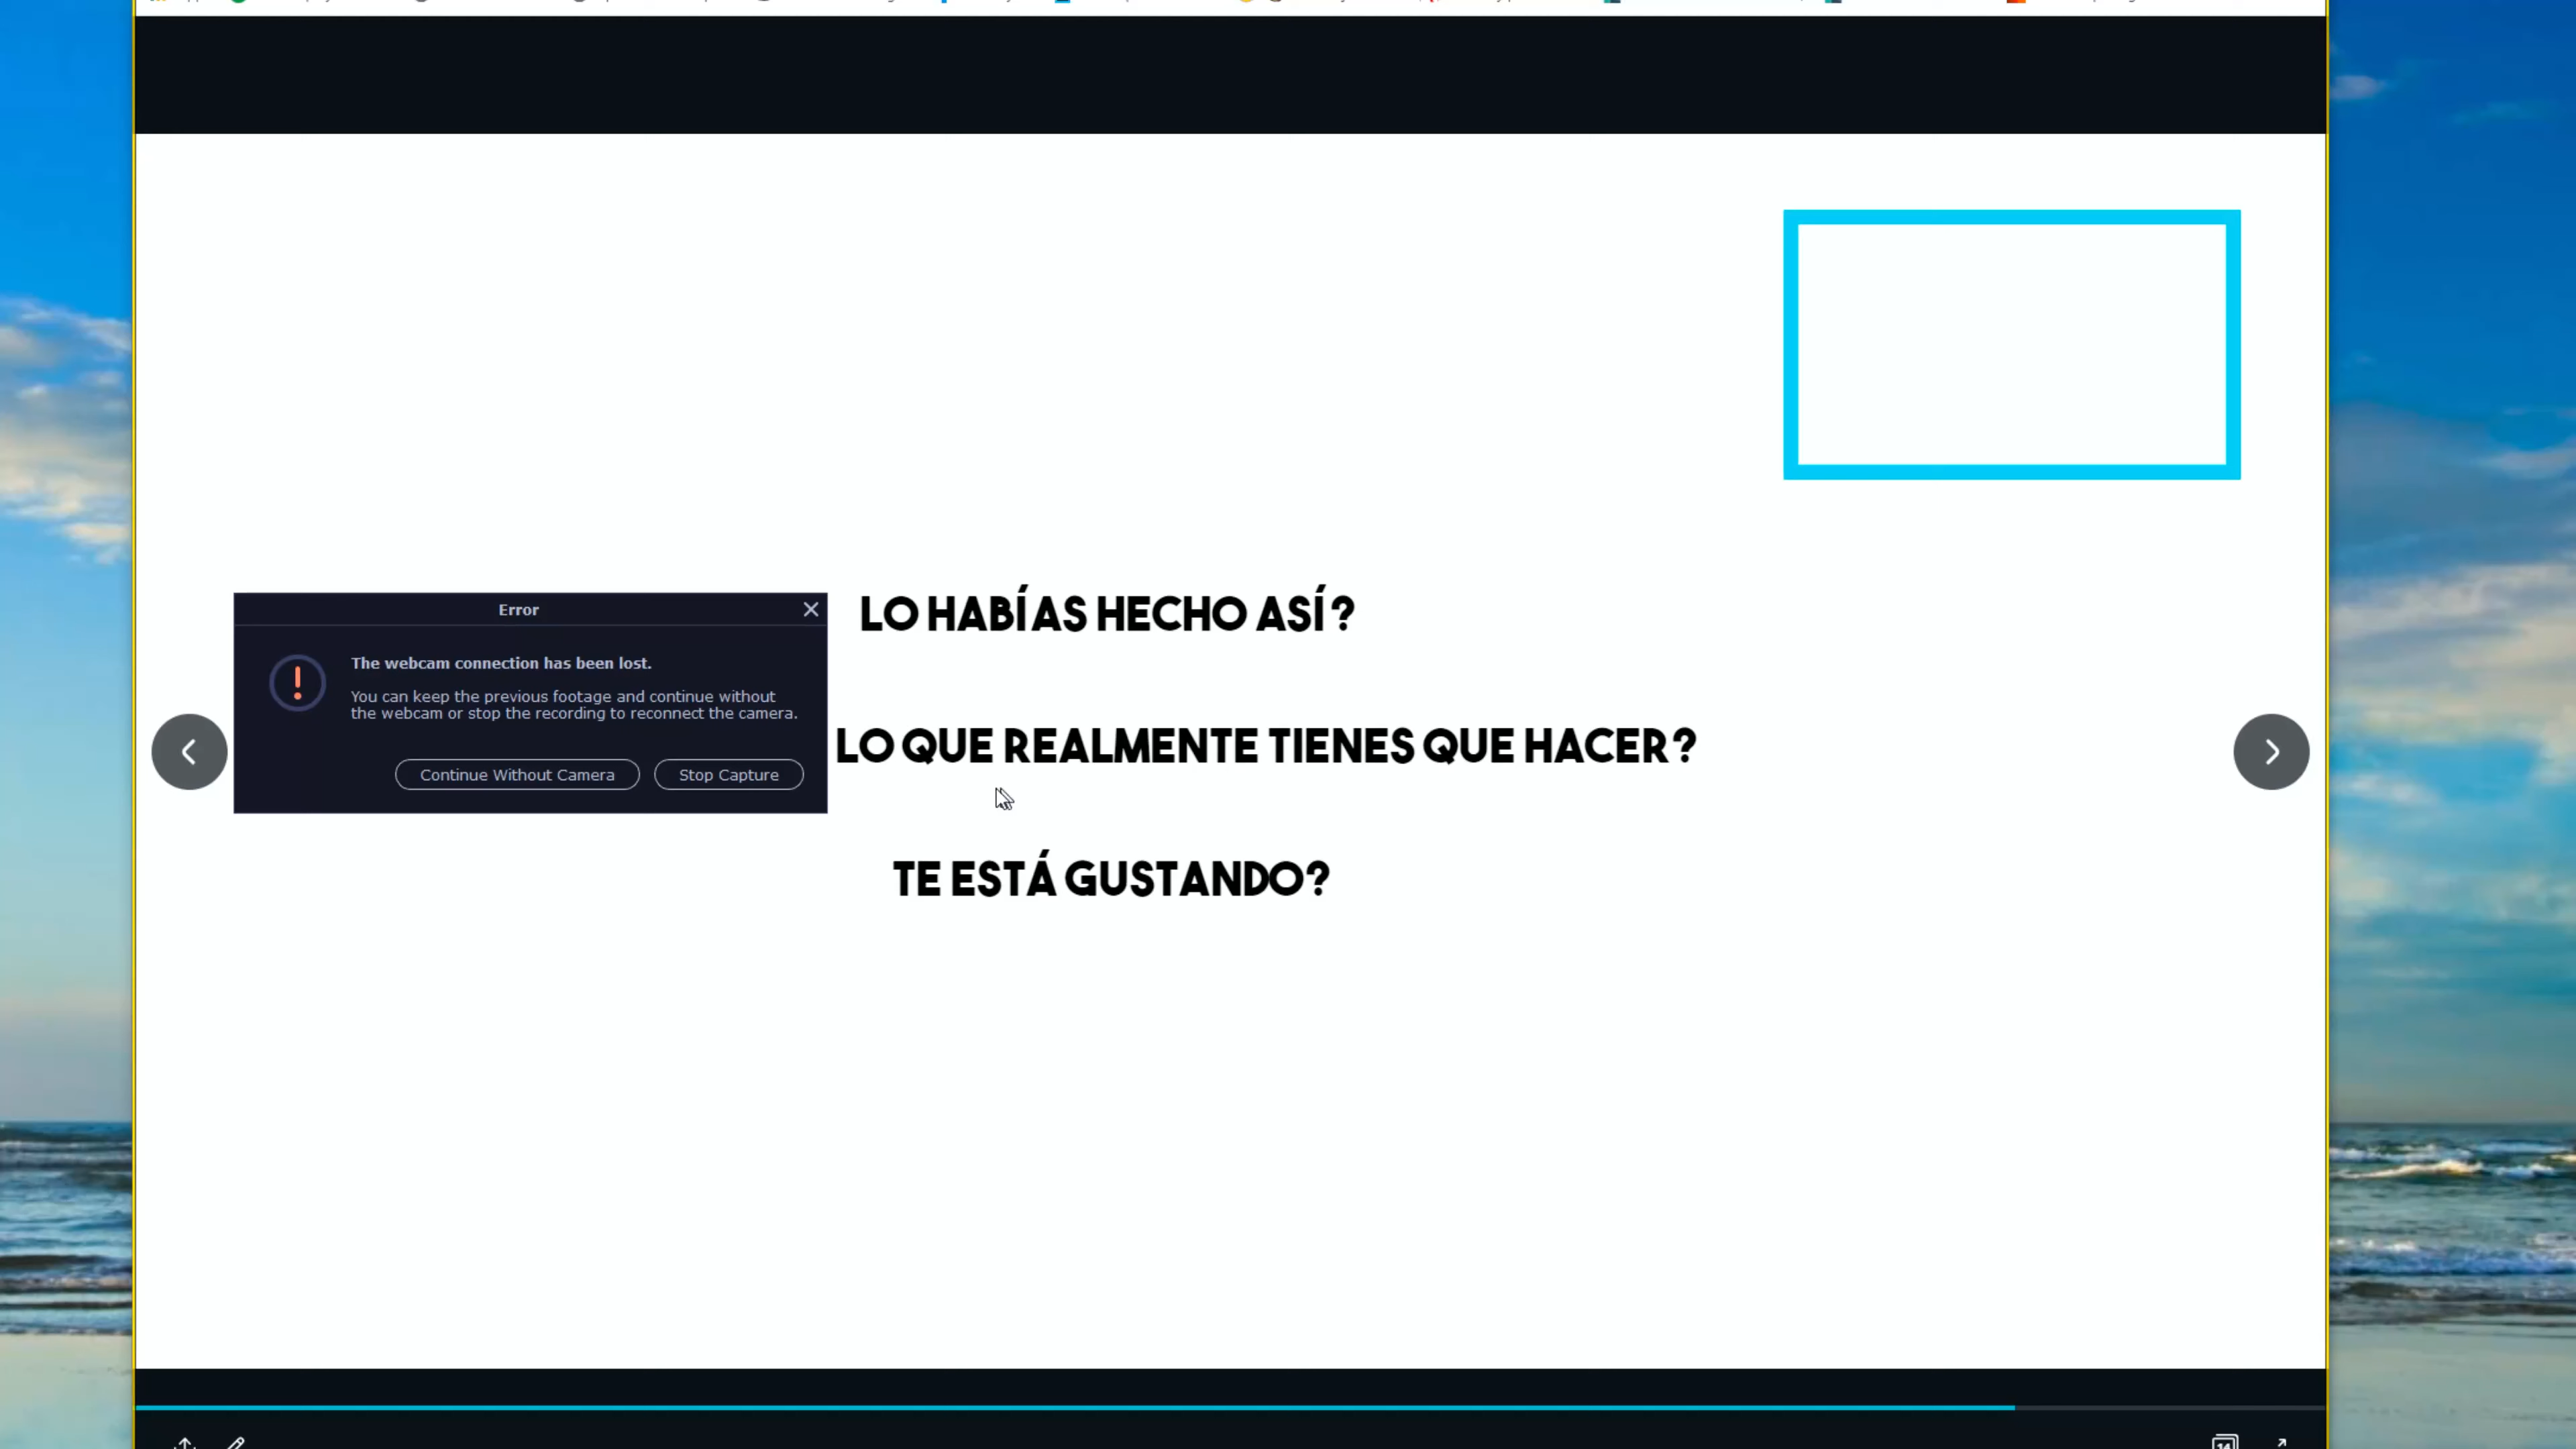 LO HABÍAS HECHO ASÍ?
Error
The webcam connection has been lost.
You can keep the previous footage and continue without
the webcam or stop the recording to reconnect the camera.
Continue Without Camera
Stop Capture
LO QUE REALMENTE TIENES QUE HACER?
TE ESTÁ GUSTANDO?